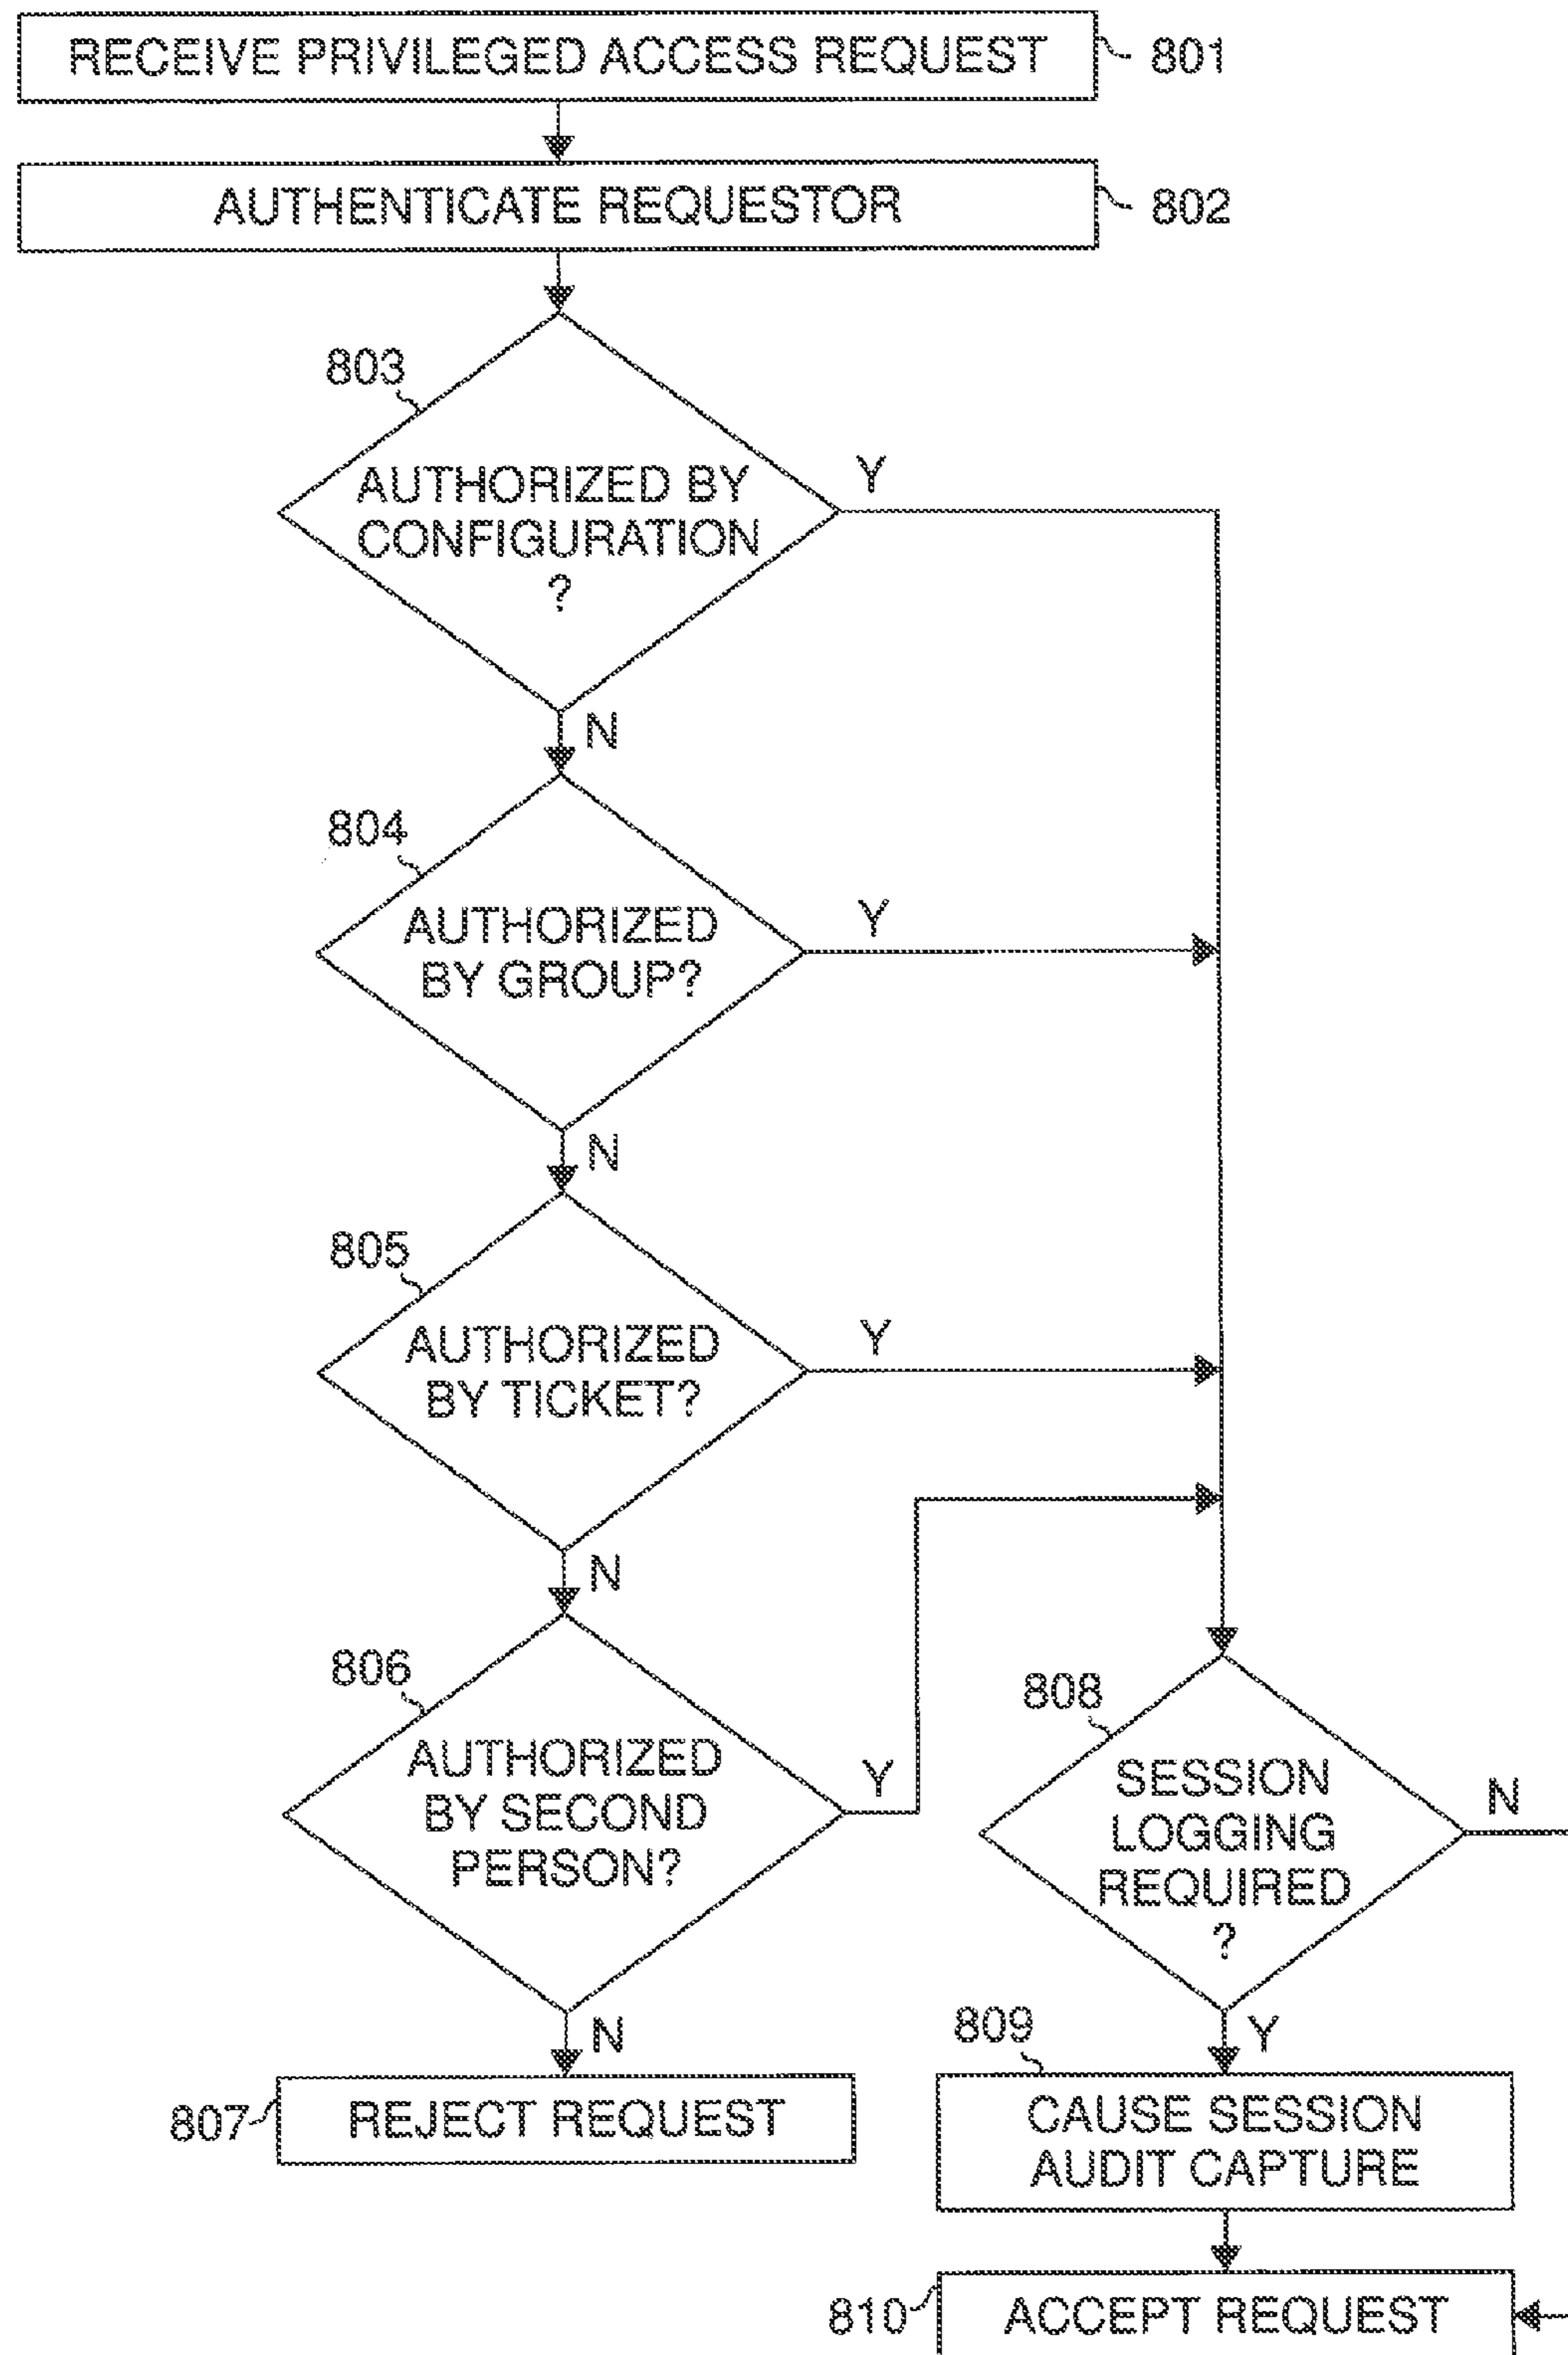 RECEIVE PRIVILEGED ACCESS REQUEST
801
AUTHENTICATE REQUESTOR
802
803
AUTHORIZED BY
CONFIGURATION
?
Y
N
804
AUTHORIZED
BY GROUP?
Y
N
805
AUTHORIZED
BY TICKET?
Y
N
806
AUTHORIZED
BY SECOND
PERSON?
Y
N
807
REJECT REQUEST
808
SESSION
LOGGING
REQUIRED
?
N
Y
809
CAUSE SESSION
AUDIT CAPTURE
810
ACCEPT REQUEST